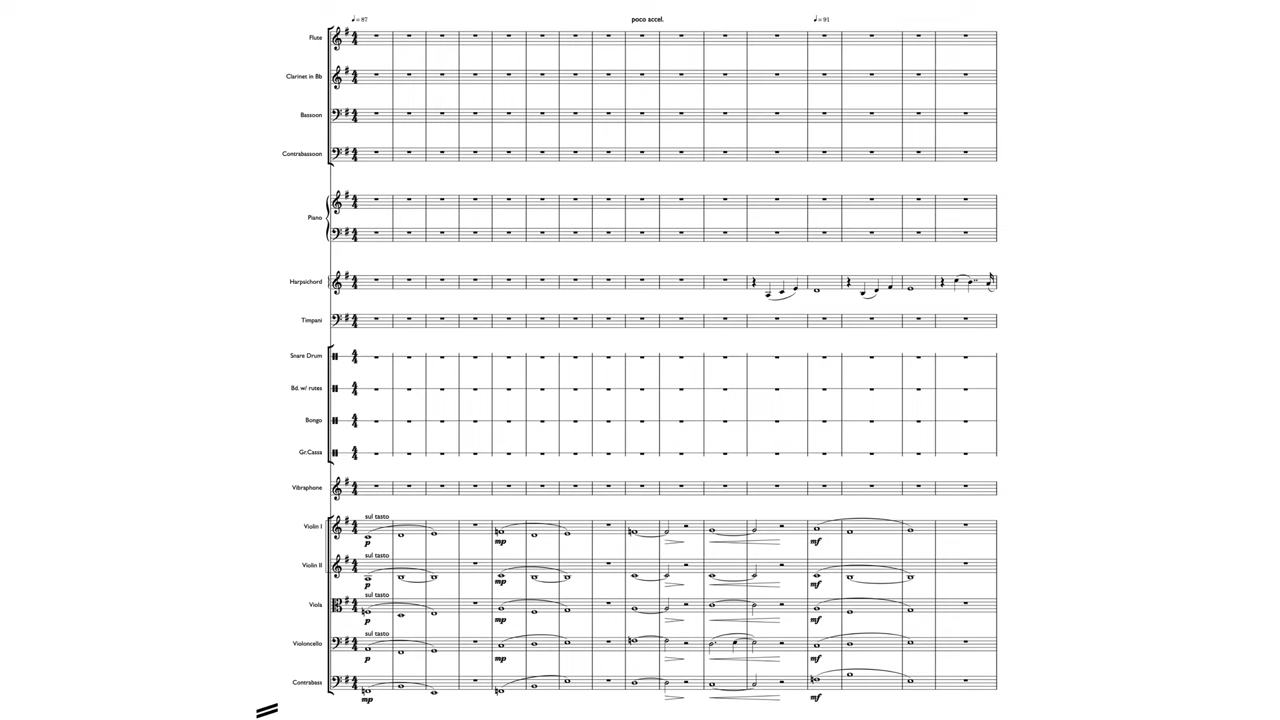 ♩= 87 poco accel. ♩= 91
Flute
Clarinet in Bb
Bassoon
Contrabassoon
Piano
Harpsichord
Timpani
Snare Drum
Bd. w/ rutes
Bongo
Gr.Cassa
Vibraphone
sul tasto
Violin I
p mp mf
sul tasto
Violin II
p mp mf
sul tasto
Viola
p mp mf
sul tasto
Violoncello
p mp mf
Contrabass
mp mf